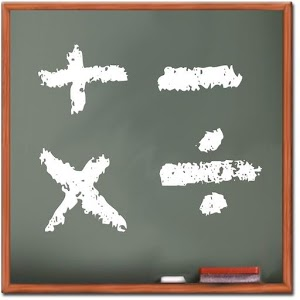 + −
× ÷